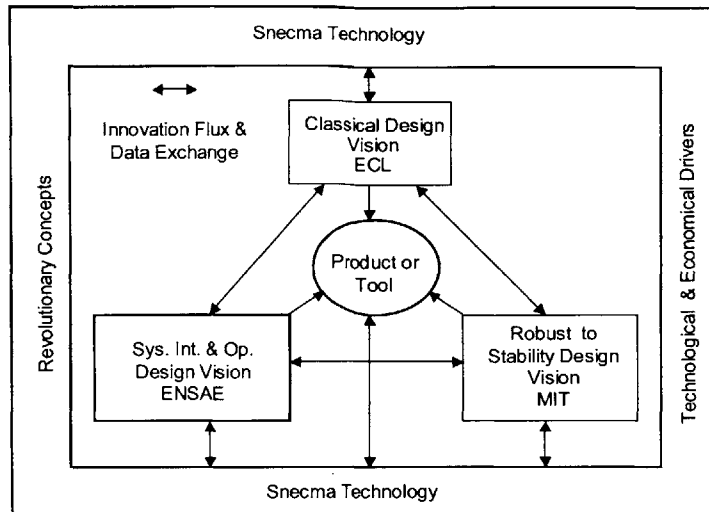 Snecma Technology
Innovation Flux &
Data Exchange
Classical Design
Vision
ECL
Revolutionary Concepts
Technological & Economical Drivers
Product or
Tool
Sys. Int. & Op.
Design Vision
ENSAE
Robust to
Stability Design
Vision
MIT
Snecma Technology